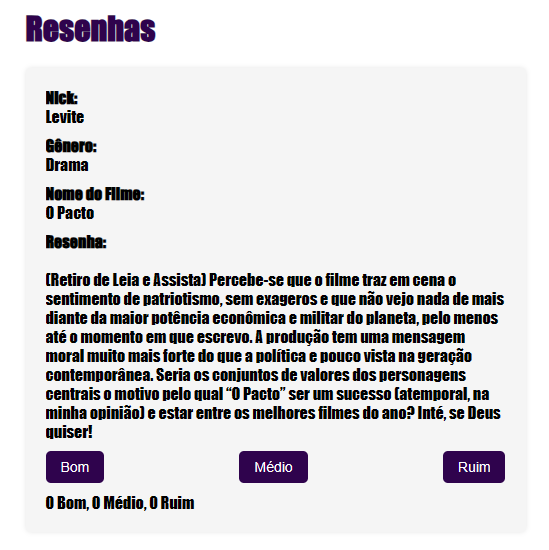 Resenhas
Nick:
Levite
Gênero:
Drama
Nome do Filme:
O Pacto
Resenha:
(Retiro de Leia e Assista) Percebe-se que o filme traz em cena o
sentimento de patriotismo, sem exageros e que não vejo nada de mais
diante da maior potência econômica e militar do planeta, pelo menos
até o momento em que escrevo. A produção tem uma mensagem
moral muito mais forte do que a política e pouco vista na geração
contemporânea. Seria os conjuntos de valores dos personagens
centrais o motivo pelo qual “O Pacto” ser um sucesso (atemporal, na
minha opinião) e estar entre os melhores filmes do ano? Inté, se Deus
quiser!
Bom Médio Ruim
0 Bom, 0 Médio, 0 Ruim